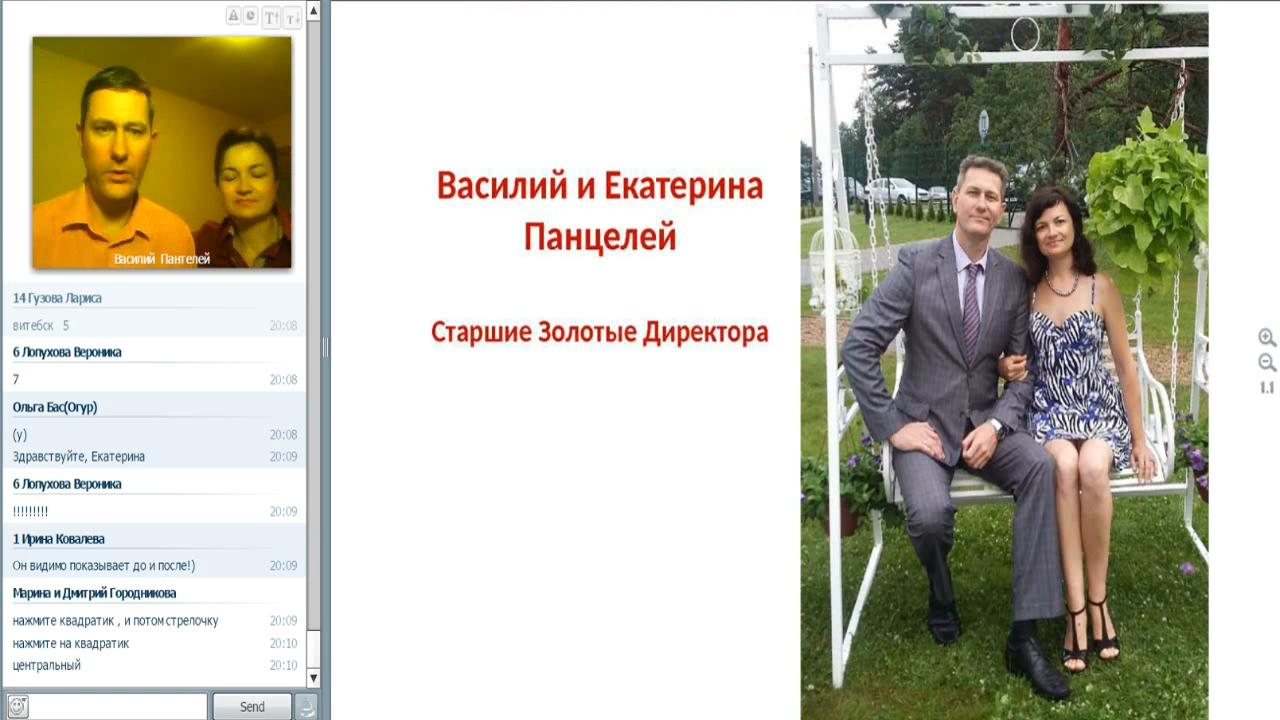 Василий Пантелей
14 Гузова Лариса
витебск 5 20:08
6 Лопухова Вероника
7 20:08
Ольга Бас(Огур)
(y) 20:08
Здравствуйте, Екатерина 20:09
6 Лопухова Вероника
!!!!!!!!! 20:09
1 Ирина Ковалева
Он видимо показывает до и после!) 20:09
Марина и Дмитрий Городникова
нажмите квадратик , и потом стрелочку 20:09
нажмите на квадратик 20:10
центральный 20:10
Send
Василий и Екатерина
Панцелей
Старшие Золотые Директора
1.1